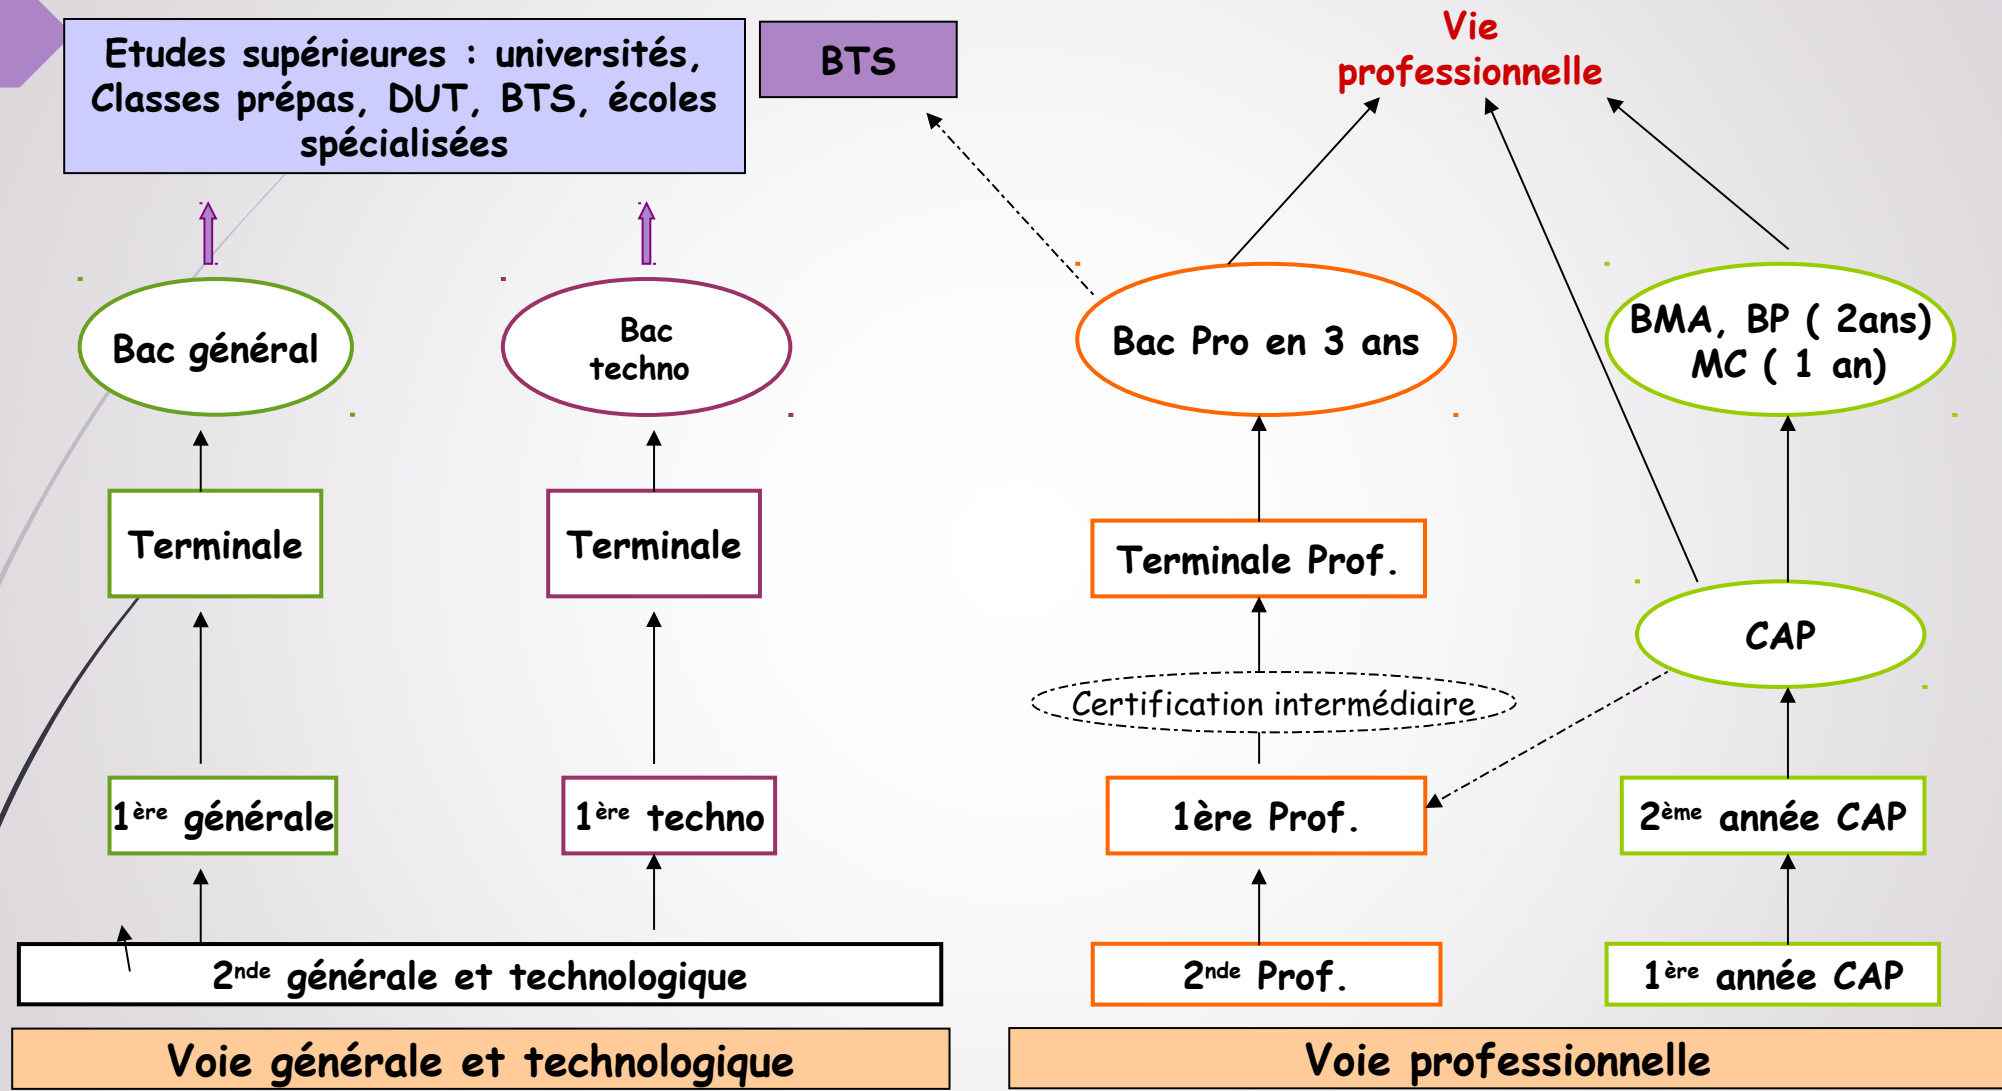 Etudes supérieures : universités,
Classes prépas, DUT, BTS, écoles
spécialisées
BTS
Vie
professionnelle
Bac général
Bac
techno
Bac Pro en 3 ans
BMA, BP ( 2ans)
MC ( 1 an)
Terminale
Terminale
Terminale Prof.
CAP
Certification intermédiaire
1ère générale
1ère techno
1ère Prof.
2ème année CAP
2nde générale et technologique
2nde Prof.
1ère année CAP
Voie générale et technologique
Voie professionnelle